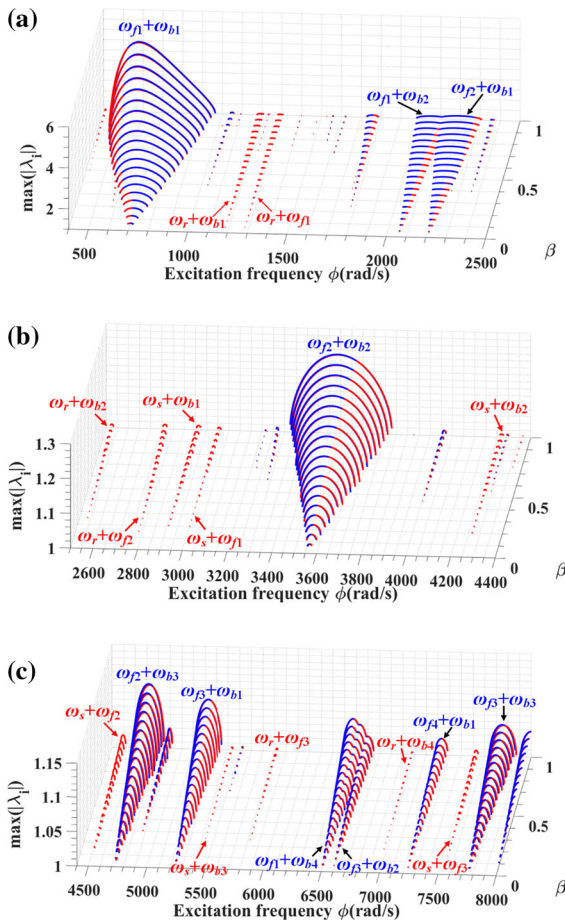 (a)
ωf1+ωb1
ωf1+ωb2
ωf2+ωb1
ωr+ωb1
ωr+ωf1
max(|λi|)
6
4
2
500
1000
1500
2000
2500
Excitation frequency ϕ(rad/s)
0
0.5
1
β
(b)
ωf2+ωb2
ωr+ωb2
ωs+ωb1
ωs+ωb2
ωr+ωf2
ωs+ωf1
max(|λi|)
1.3
1.2
1.1
1
2600 2800 3000 3200 3400 3600 3800 4000 4200 4400
Excitation frequency ϕ(rad/s)
0
0.5
1
β
(c)
ωf2+ωb3
ωf3+ωb1
ωs+ωf2
ωr+ωf3
ωr+ωb4
ωf4+ωb1
ωf3+ωb3
ωs+ωb3
ωf1+ωb4
ωf3+ωb2
ωs+ωf3
max(|λi|)
1.15
1.1
1.05
1
4500 5000 5500 6000 6500 7000 7500 8000
Excitation frequency ϕ(rad/s)
0
0.5
1
β